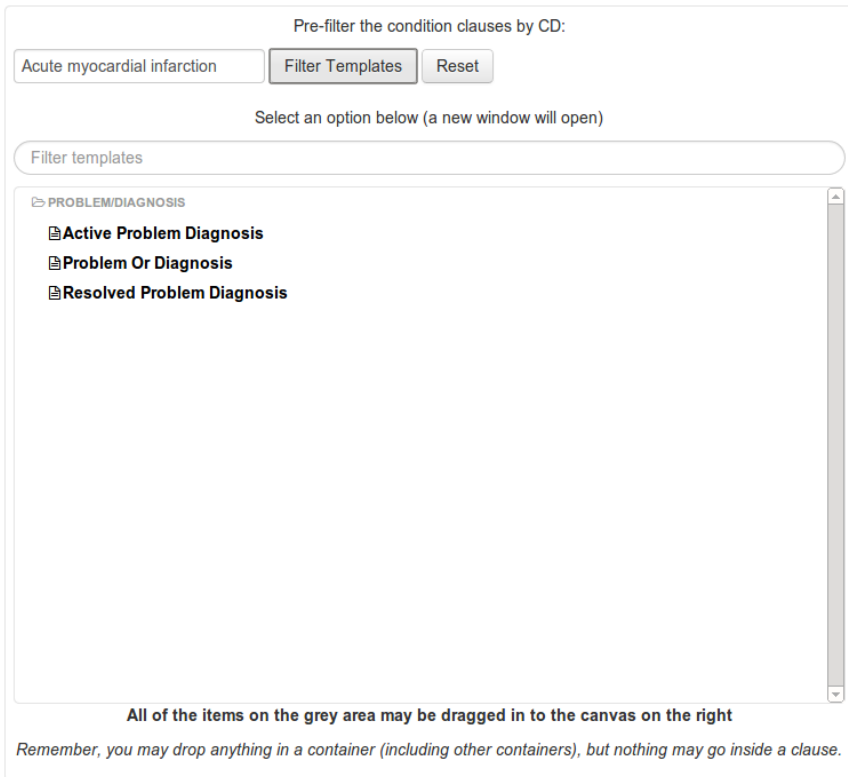 Pre-filter the condition clauses by CD:
Acute myocardial infarction Filter Templates Reset
Select an option below (a new window will open)
Filter templates
PROBLEM/DIAGNOSIS
Active Problem Diagnosis
Problem Or Diagnosis
Resolved Problem Diagnosis
All of the items on the grey area may be dragged in to the canvas on the right
Remember, you may drop anything in a container (including other containers), but nothing may go inside a clause.